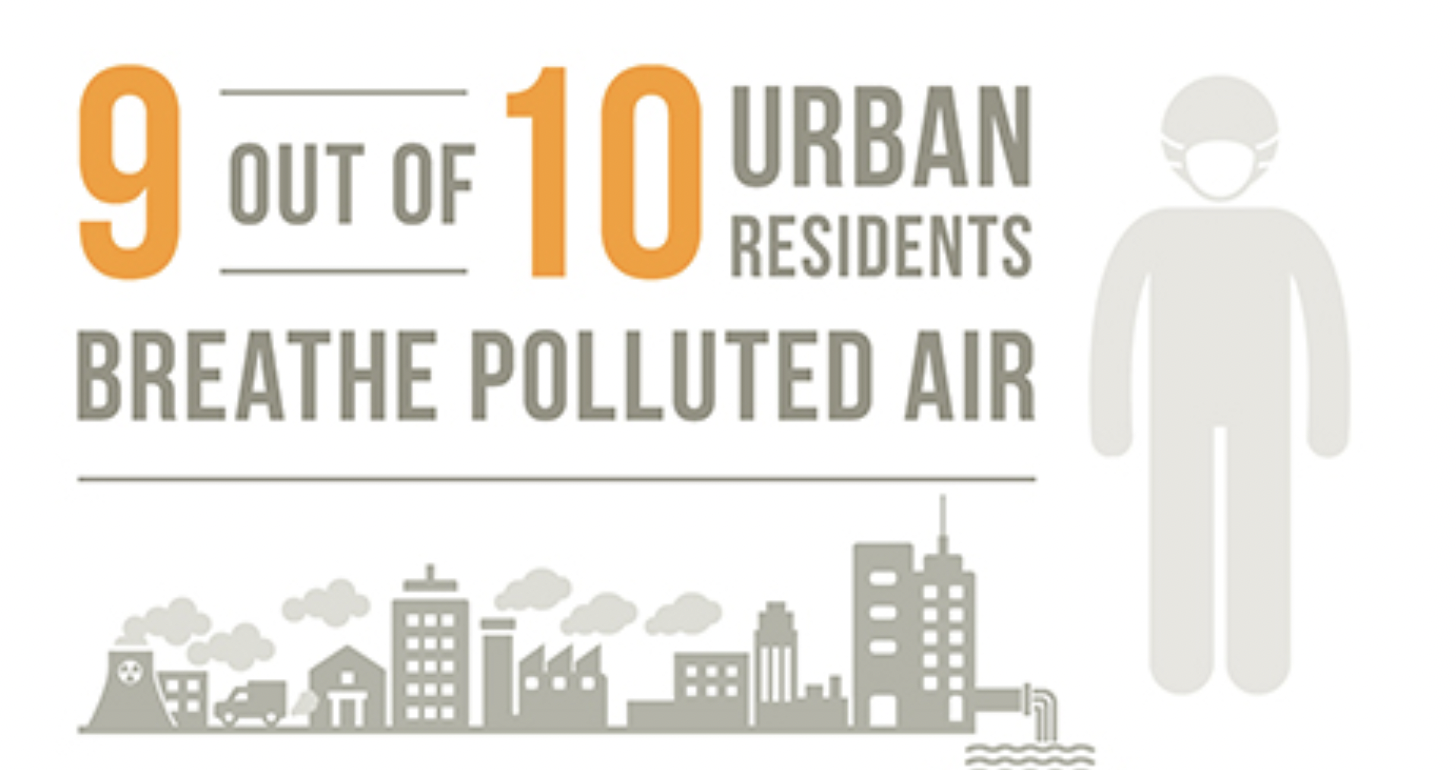 9 OUT OF 10 URBAN
RESIDENTS
BREATHE POLLUTED AIR